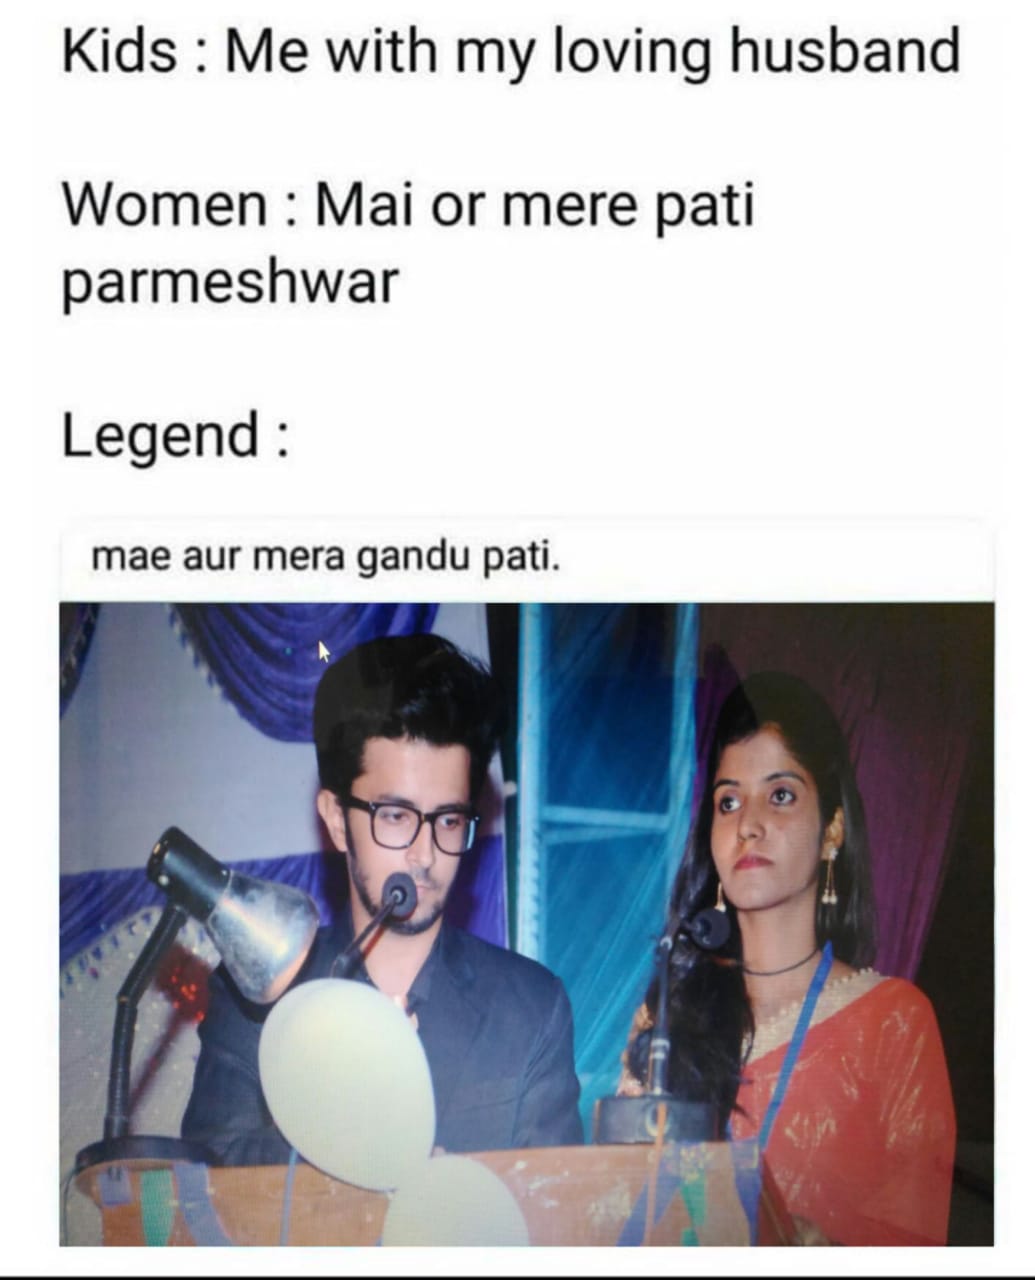 Kids : Me with my loving husband
Women : Mai or mere pati
parmeshwar
Legend :
mae aur mera gandu pati.